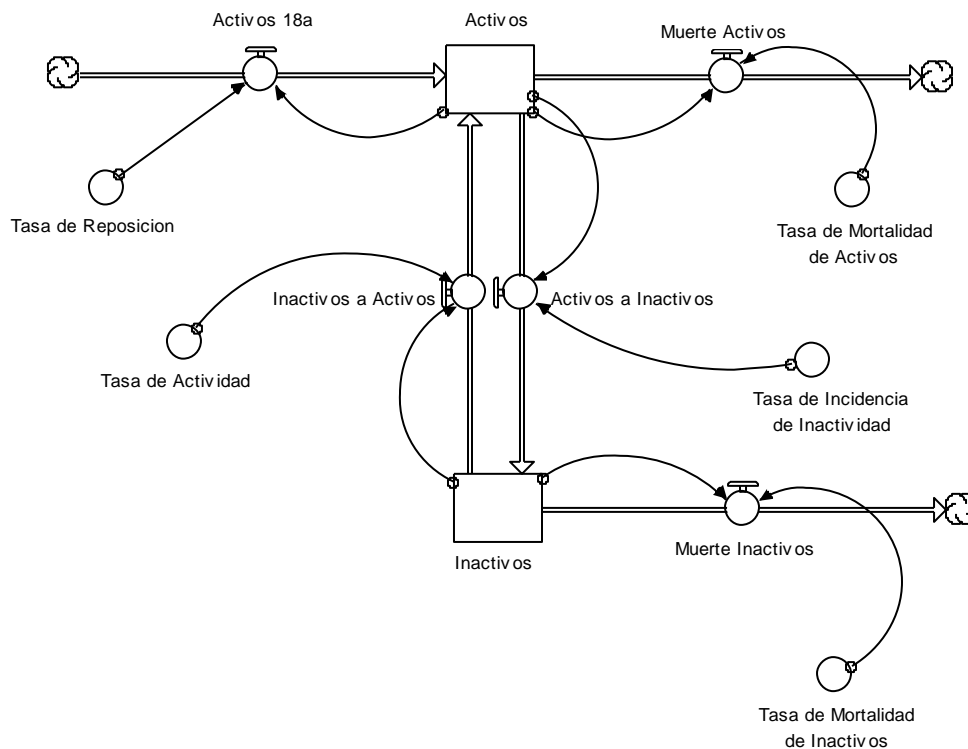 Activos 18a
Activos
Muerte Activos
Tasa de Reposicion
Tasa de Mortalidad
de Activos
Inactivos a Activos
Activos a Inactivos
Tasa de Actividad
Tasa de Incidencia
de Inactividad
Inactivos
Muerte Inactivos
Tasa de Mortalidad
de Inactivos